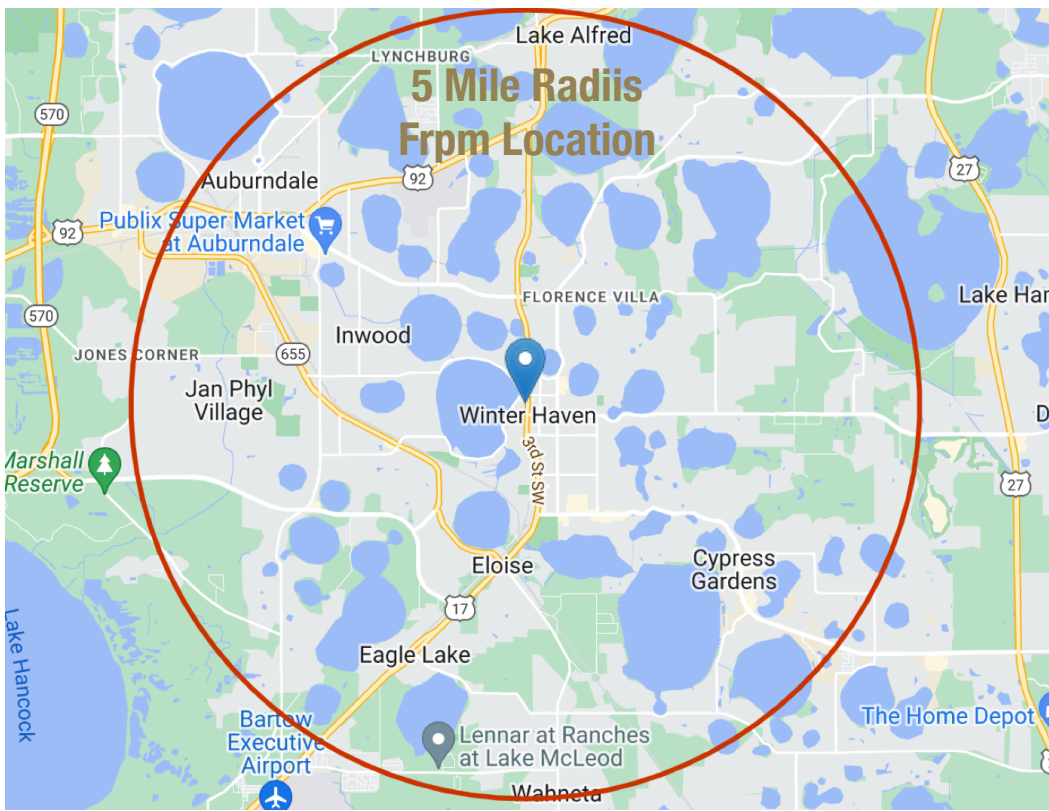 Lake Alfred
LYNCHBURG
5 Mile Radiis
Frpm Location
570
92
27
Auburndale
Publix Super Market
at Auburndale
92
FLORENCE VILLA
Lake Har
570
Inwood
JONES CORNER
655
Jan Phyl
Village
Winter Haven
D
3rd St SW
Marshall
Reserve
27
Eloise
Cypress
Gardens
17
Lake Hancock
Eagle Lake
Bartow
Executive
Airport
The Home Depot
Lennar at Ranches
at Lake McLeod
Wahneta